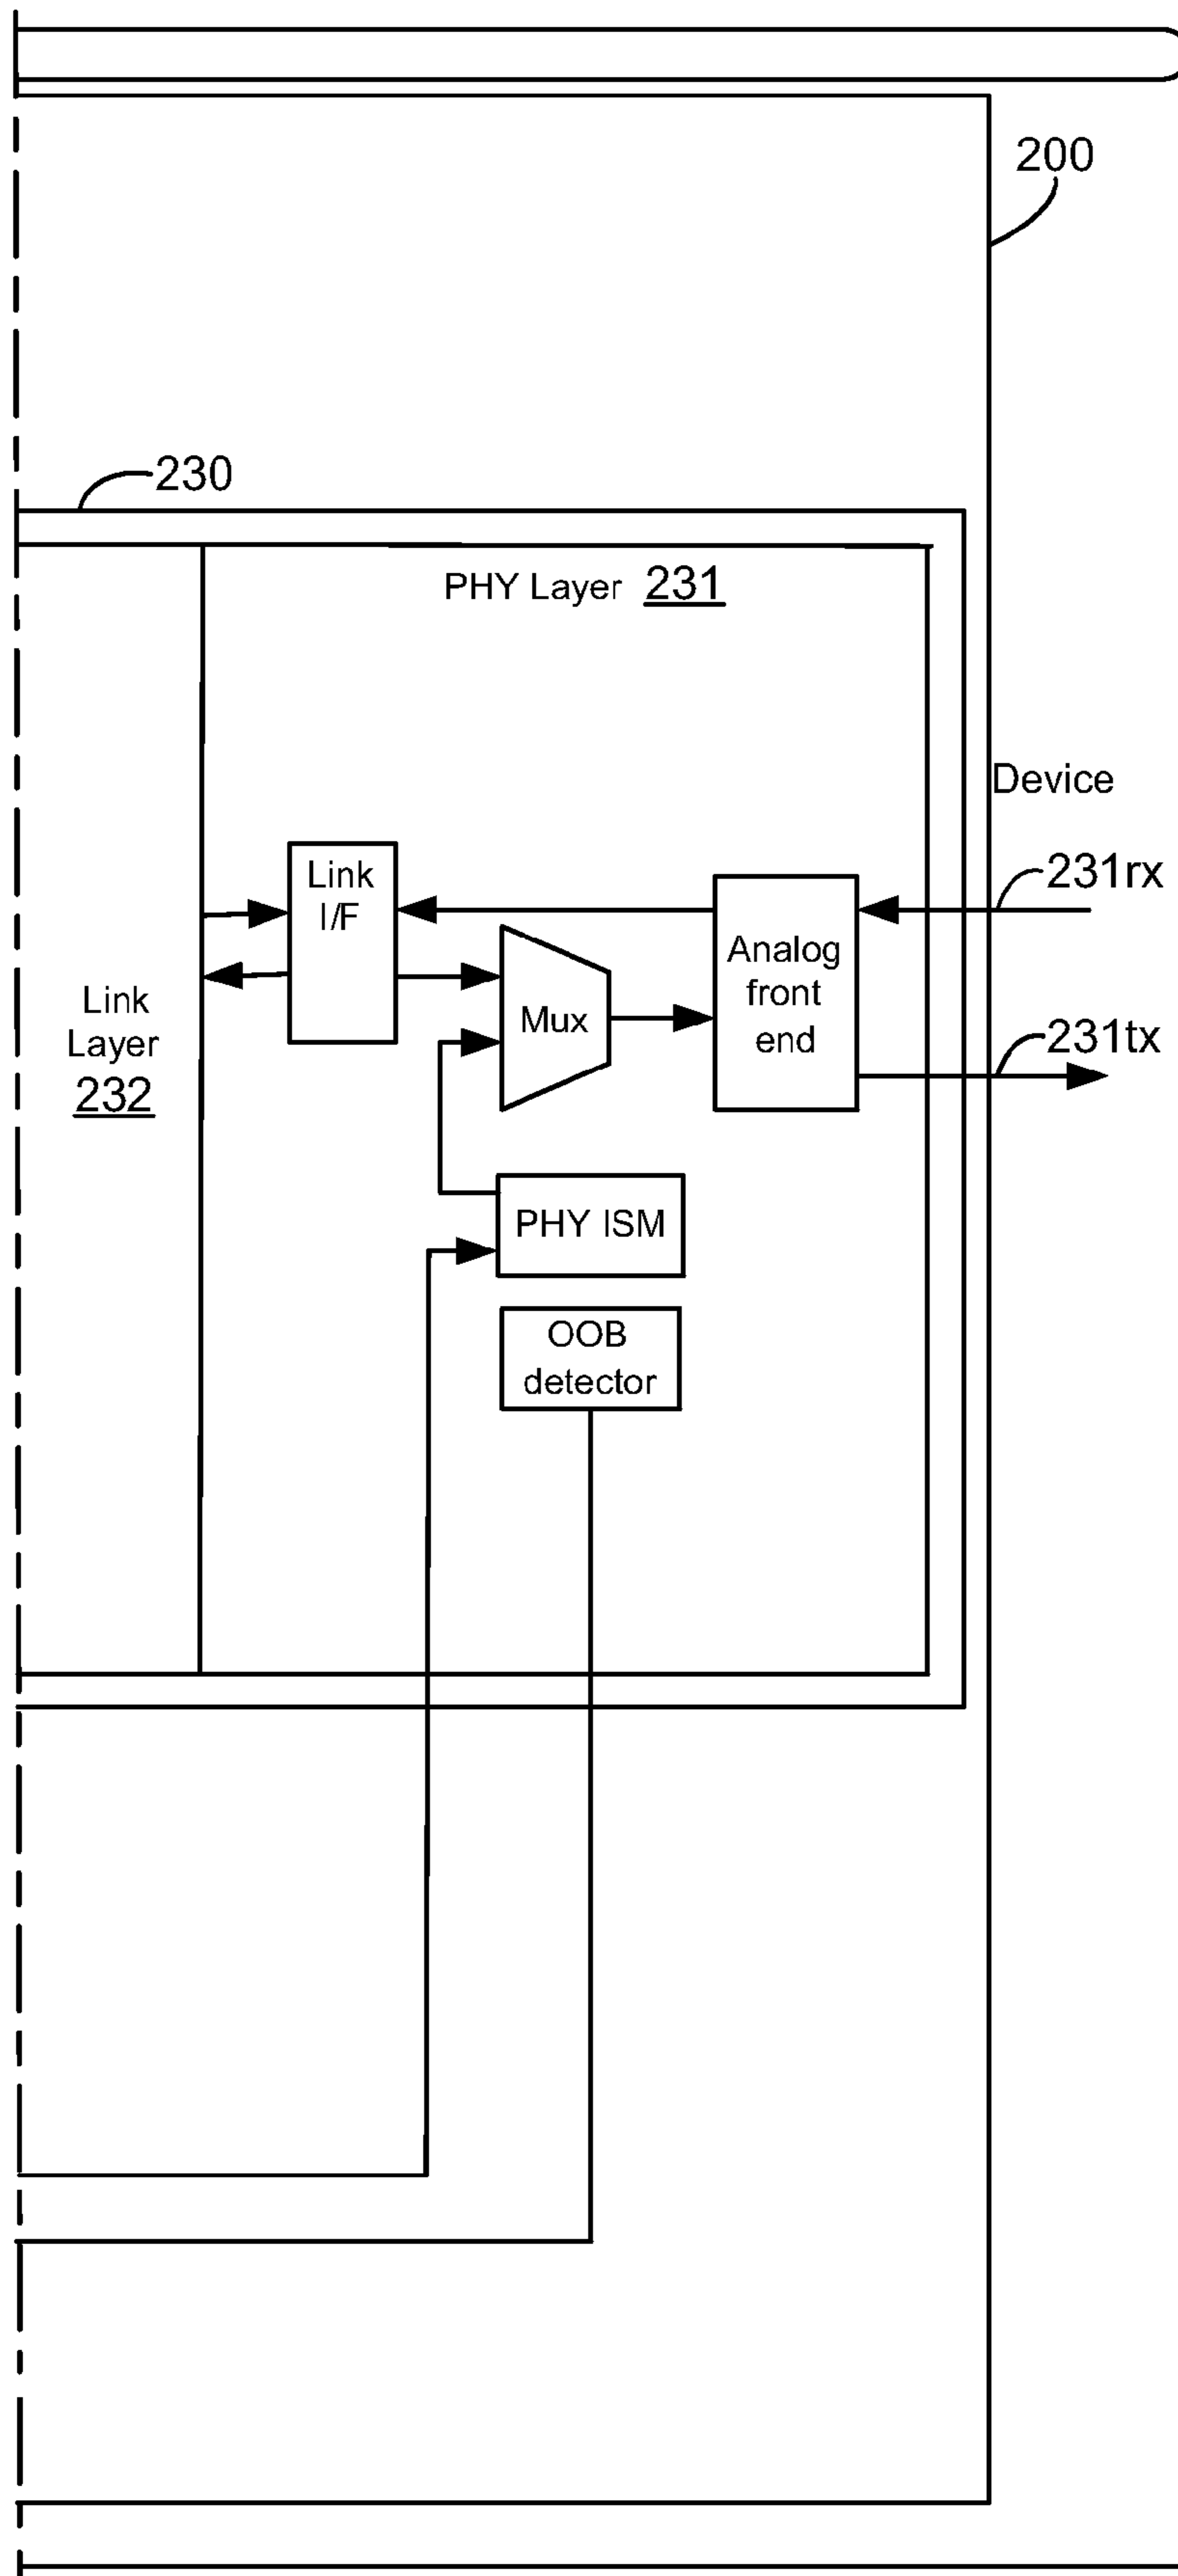 200
230
PHY Layer 231
Device
Link
I/F
231rx
Analog
front
end
Mux
Link
Layer
232
231tx
PHY ISM
OOB
detector